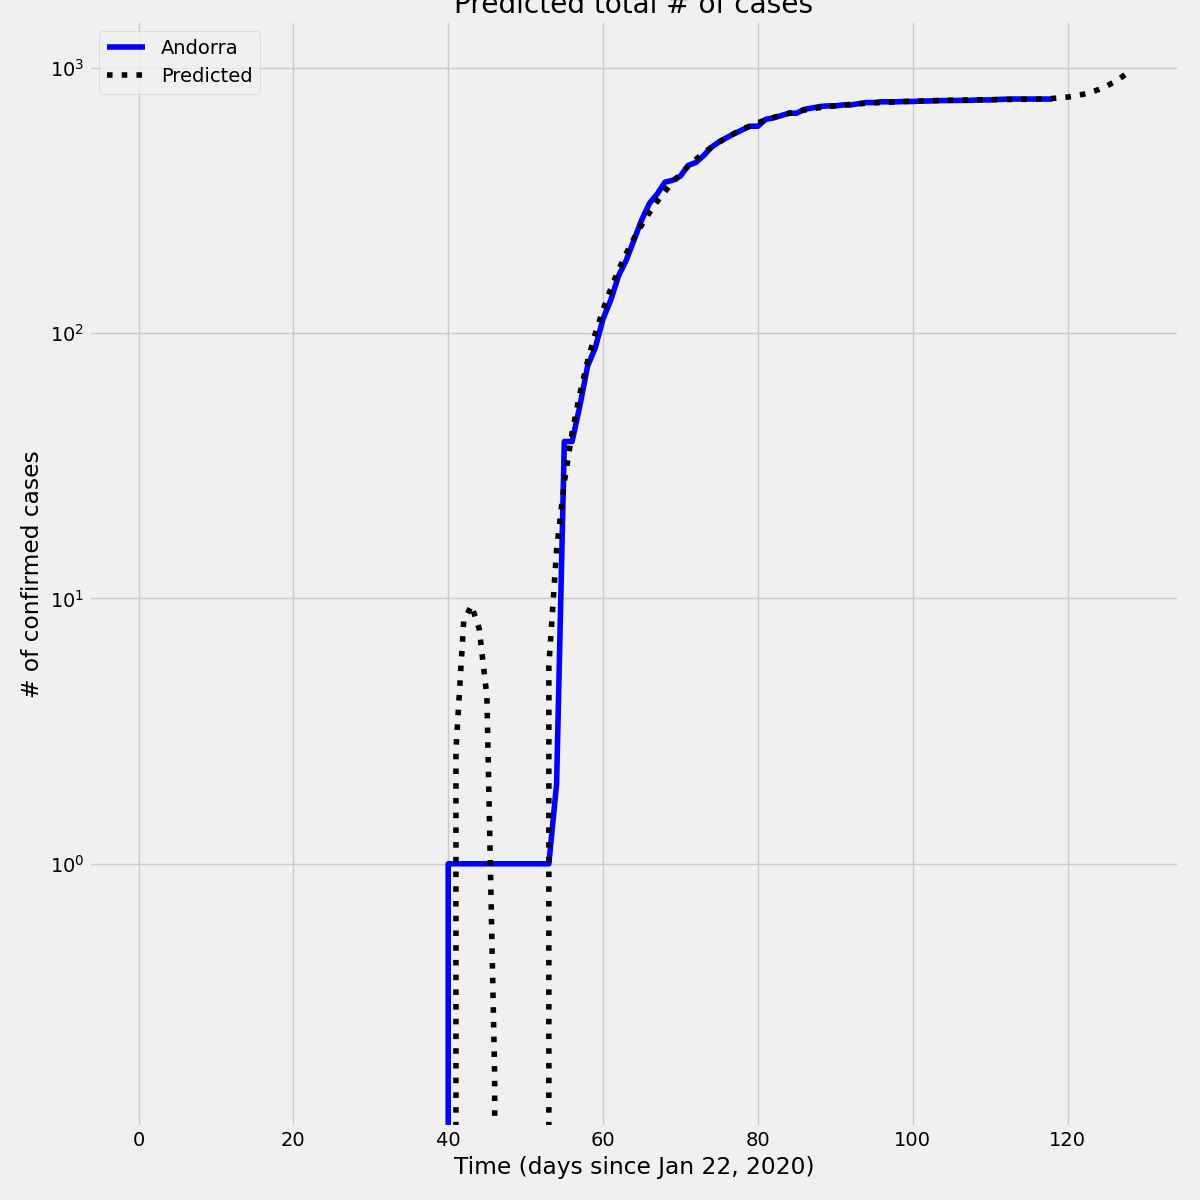 Predicted total # of cases
Andorra
Predicted
10³
10²
10¹
10⁰
# of confirmed cases
0 20 40 60 80 100 120
Time (days since Jan 22, 2020)